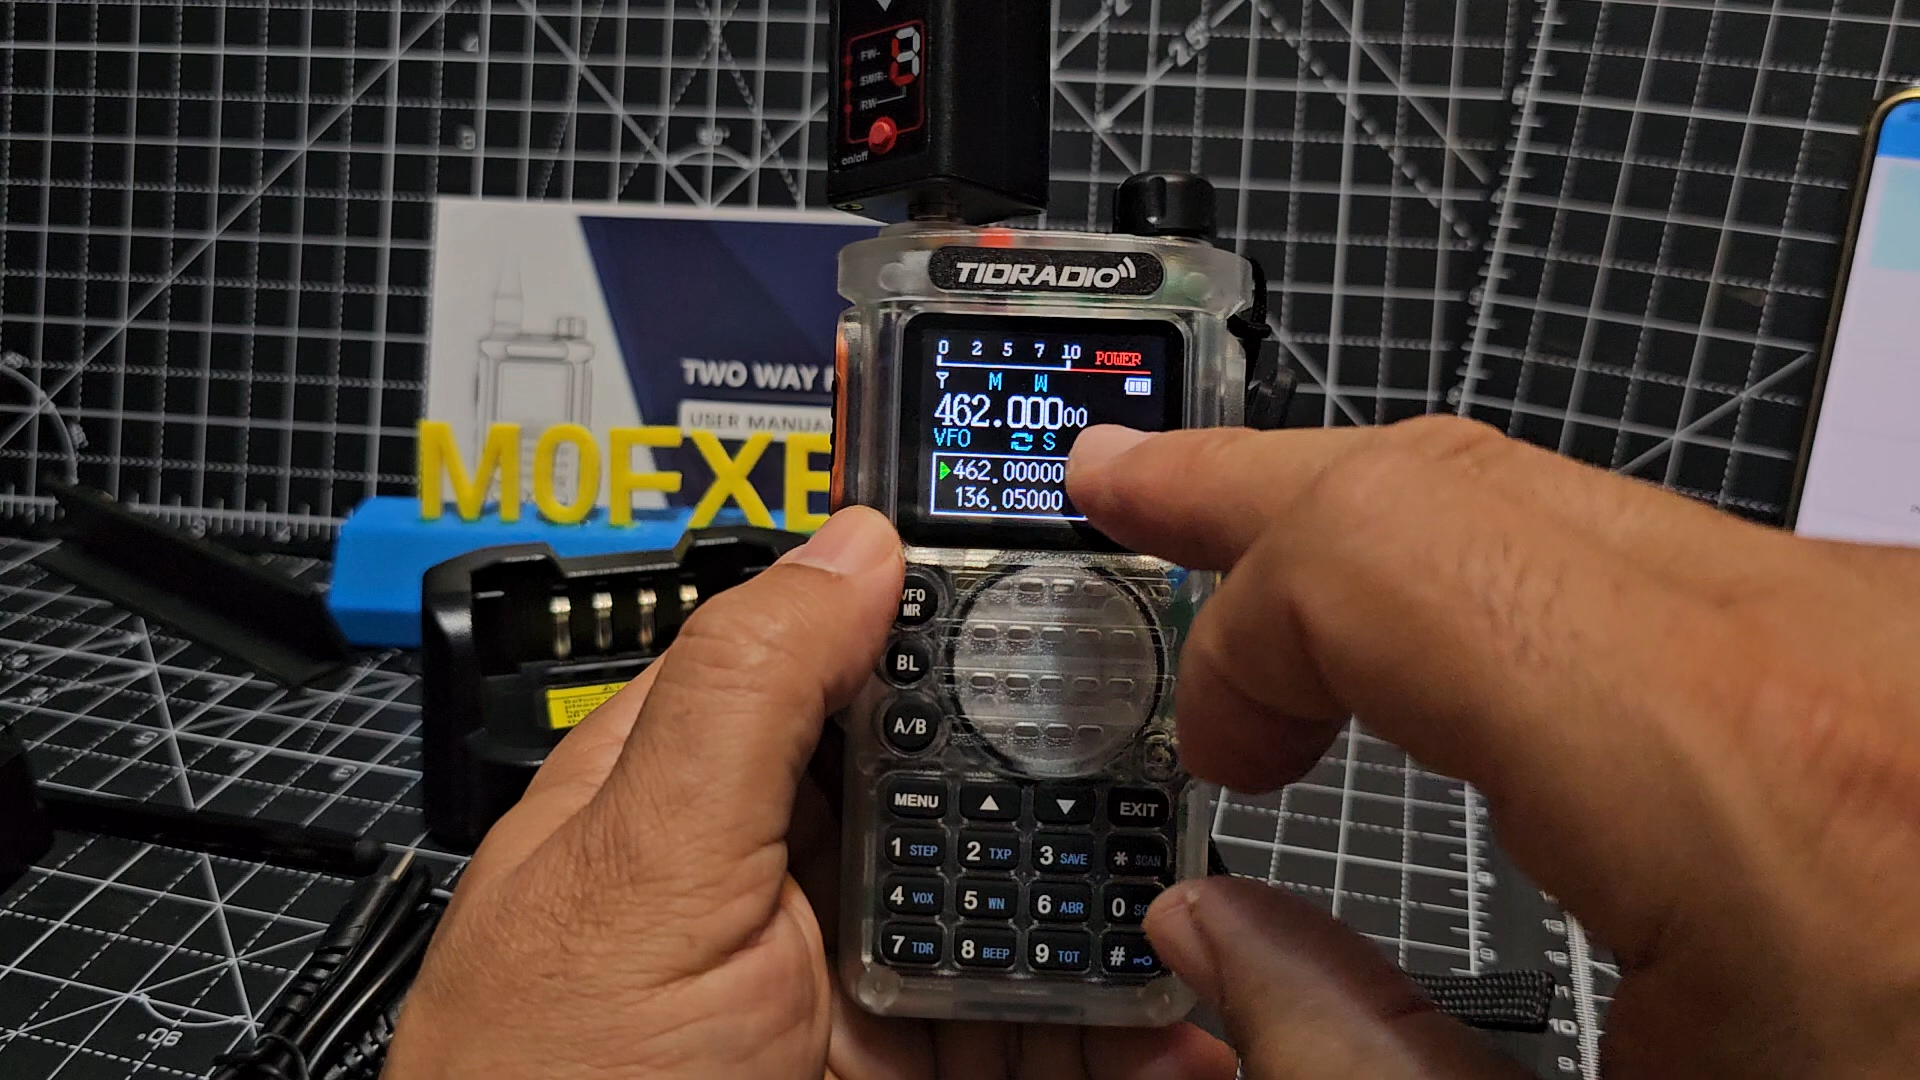 FW-
SWR-
RW
on/off
TIDRADIO
TWO WAY R
USER MANUAL
M0FXB
0 2 5 7 10 POWER
M W
462.00000
VFO S
462.00000
136.05000
VFO
MR
BL
A/B
MENU ▲ ▼ EXIT
1 STEP 2 TXP 3 SAVE * SCAN
4 VOX 5 WN 6 ABR 0 SQ
7 TDR 8 BEEP 9 TOT #